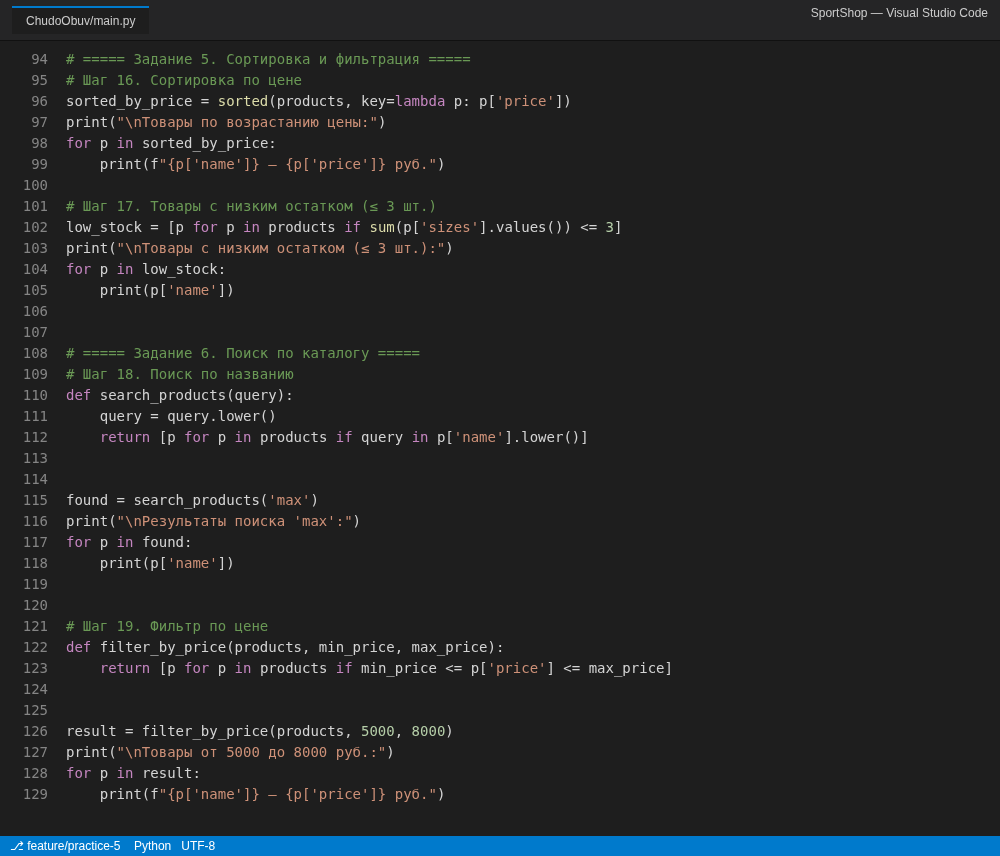 ChudoObuv/main.py
SportShop — Visual Studio Code
94 # ===== Задание 5. Сортировка и фильтрация =====
95 # Шаг 16. Сортировка по цене
96 sorted_by_price = sorted(products, key=lambda p: p['price'])
97 print("\nТовары по возрастанию цены:")
98 for p in sorted_by_price:
99     print(f"{p['name']} — {p['price']} руб.")
100
101 # Шаг 17. Товары с низким остатком (≤ 3 шт.)
102 low_stock = [p for p in products if sum(p['sizes'].values()) <= 3]
103 print("\nТовары с низким остатком (≤ 3 шт.):")
104 for p in low_stock:
105     print(p['name'])
106
107
108 # ===== Задание 6. Поиск по каталогу =====
109 # Шаг 18. Поиск по названию
110 def search_products(query):
111     query = query.lower()
112     return [p for p in products if query in p['name'].lower()]
113
114
115 found = search_products('max')
116 print("\nРезультаты поиска 'max':")
117 for p in found:
118     print(p['name'])
119
120
121 # Шаг 19. Фильтр по цене
122 def filter_by_price(products, min_price, max_price):
123     return [p for p in products if min_price <= p['price'] <= max_price]
124
125
126 result = filter_by_price(products, 5000, 8000)
127 print("\nТовары от 5000 до 8000 руб.:")
128 for p in result:
129     print(f"{p['name']} — {p['price']} руб.")
⎇ feature/practice-5 Python UTF-8